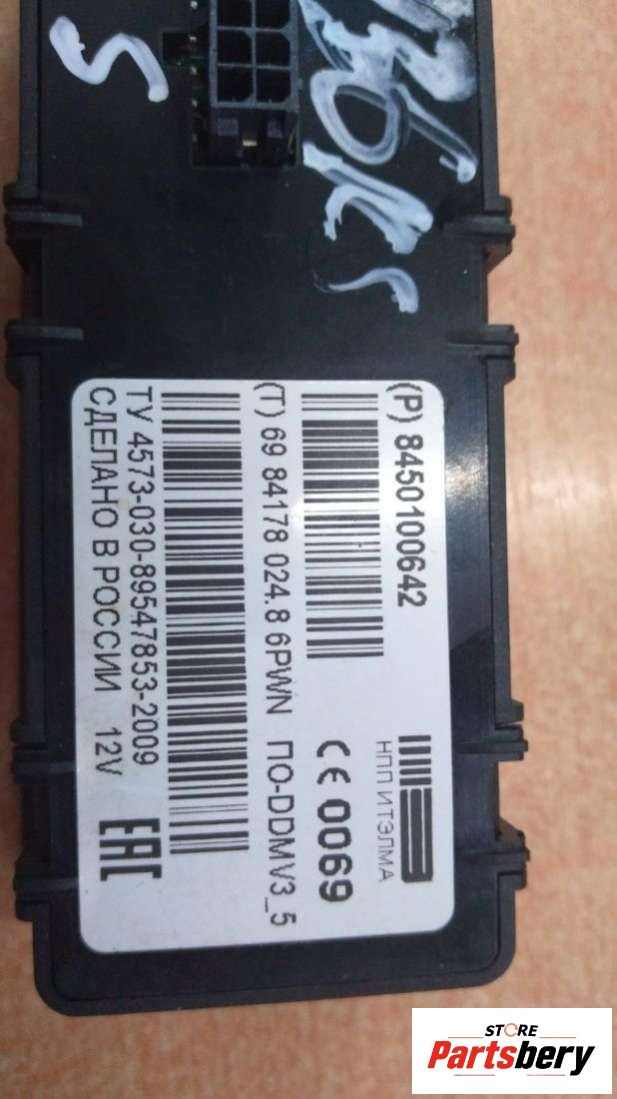 (P) 8450100642
НПП ИТЭЛМА
CE 0069
(T) 69 84178 024.8 6PWN ПО-DDMV3_5
ТУ 4573-030-89547853-2009
СДЕЛАНО В РОССИИ 12V
EAC
STORE
Partsbery